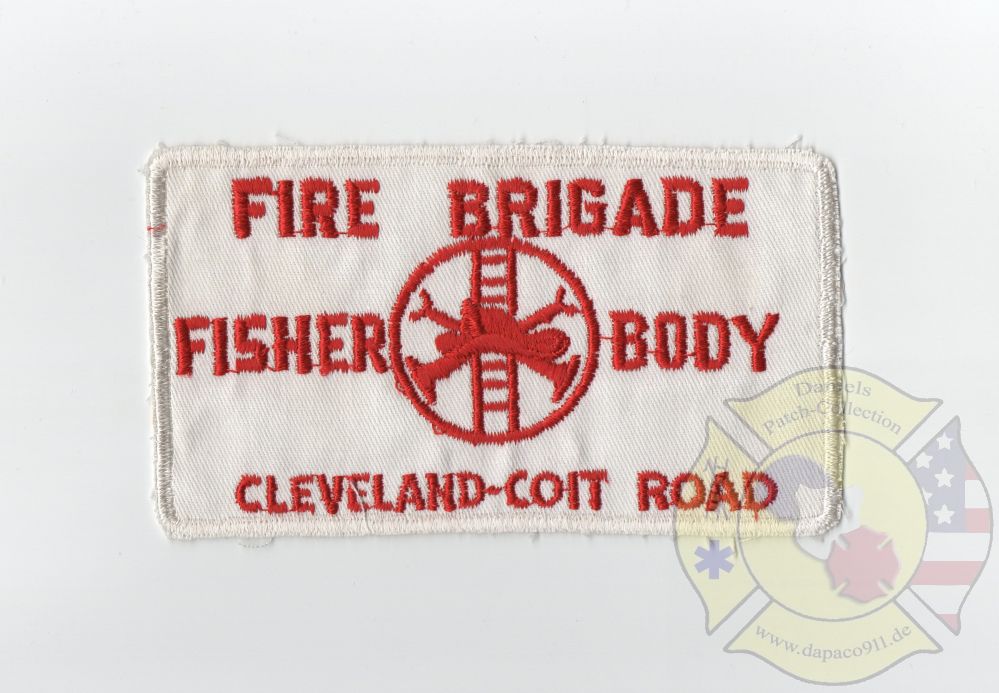 FIRE BRIGADE
FISHER BODY
CLEVELAND-COIT ROAD
Daniels
Patch-Collection
www.dapaco911.de